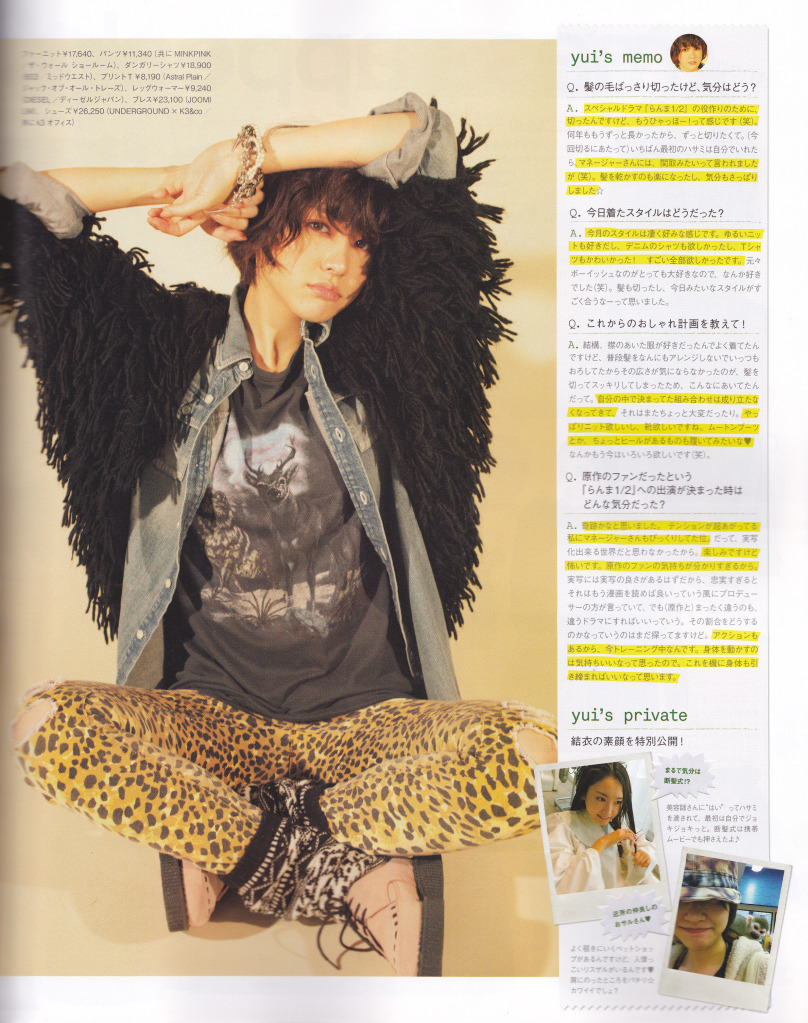 ァーニット¥17,640、パンツ¥11,340（共にMINKPINK
ザ・ウォール ショールーム）、ダンガリーシャツ¥18,900
ミッドウエスト）、プリントT ¥8,190（Astral Plain／
ャック・オブ・オール・トレーズ）、レッグウォーマー¥9,240
DIESEL／ディーゼルジャパン）、ブレス¥23,100（JOOMI
LIM）、シューズ¥26,250（UNDERGROUND × K3&co／
オフィス）
yui's memo
Q. 髪の毛ばっさり切ったけど、気分はどう？
A. スペシャルドラマ『らんま1/2』の役作りのために、
切ったんですけど、もうひゃっほー！って感じです（笑）。
何年ももうずっと長かったから、ずっと切りたくて。（今
回切るにあたって）いちばん最初のハサミは自分でいれた
ら、マネージャーさんには、間取みたいって言われました
が（笑）。髪を乾かすのも楽になったし、気分もさっぱり
しました☆
Q. 今日着たスタイルはどうだった？
A. 今月のスタイルは凄く好みな感じです。ゆるいニッ
トも好きだし、デニムのシャツも欲しかったし、Tシャ
ツもかわいかった！ すごい全部欲しかったです。元々
ボーイッシュなのがとっても大好きなので、なんか好き
でした（笑）。髪も切ったし、今日みたいなスタイルがす
ごく合うなーって思いました。
Q. これからのおしゃれ計画を教えて！
A. 結構、襟のあいた服が好きだったんでよく着てたん
ですけど、普段髪をなんにもアレンジしないでいつっも
おろしてたからその広さが気にならなかったのが、髪を
切ってスッキリしてしまったため、こんなにあいてたん
だって。自分の中で決まってた組み合わせは成り立たな
くなってきて、それはまたちょっと大変だったり。やっ
ぱりニット欲しいし、靴欲しいですね。ムートンブーツ
とか、ちょっとヒールがあるものも履いてみたいな♥
なんかもう今はいろいろ欲しいです（笑）。
Q. 原作のファンだったという
『らんま1/2』への出演が決まった時は
どんな気分だった？
A. 奇跡かなと思いました。テンションが超あがってる
私にマネージャーさんもびっくりしてた位。だって、実写
化出来る世界だと思わなかったから。楽しみですけど
怖いです。原作のファンの気持ちが分かりすぎるから。
実写には実写の良さがあるはずだから、忠実すぎると
それはもう漫画を読めば良いっていう風にプロデュー
サーの方が言っていて、でも（原作と）まったく違うのも、
違うドラマにすればいいっていう。その割合をどうする
のかなっていうのはまだ探ってますけど。アクションも
あるから、今トレーニング中なんです。身体を動かすの
は気持ちいいなって思ったので、これを機に身体も引
き締まればいいなって思います。
yui's private
結衣の素顔を特別公開！
まるで気分は
断髪式!?
美容師さんに“はい”ってハサミ
を渡されて、最初は自分でジョ
キジョキっと。断髪式は携帯
ムービーでも押さえたよ♪
近所の仲良しの
おサルさん♥
よく覗きにいくペットショッ
プがあるんですけど、人懐っ
こいリスザルがいるんです♥
肩にのったところをパチリ☆
カワイイでしょ？